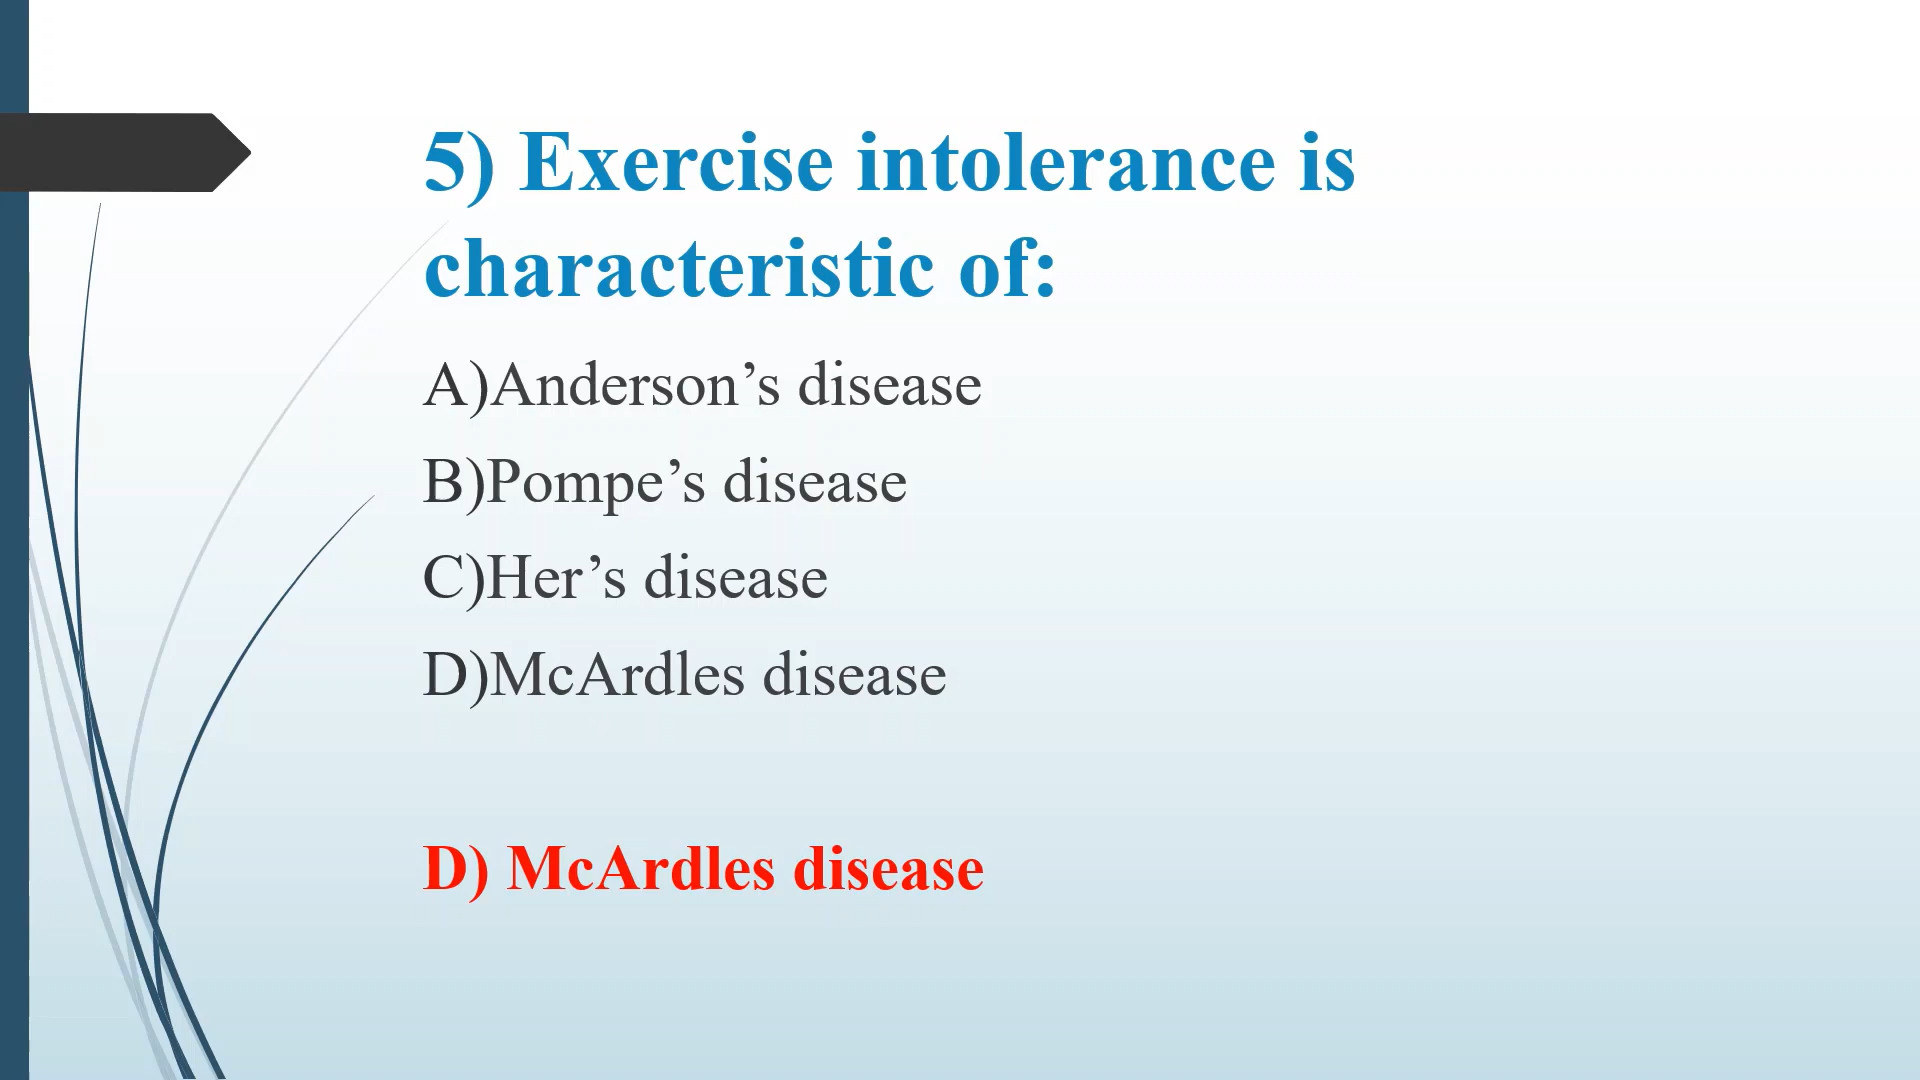 5) Exercise intolerance is
characteristic of:
A)Anderson’s disease
B)Pompe’s disease
C)Her’s disease
D)McArdles disease
D) McArdles disease